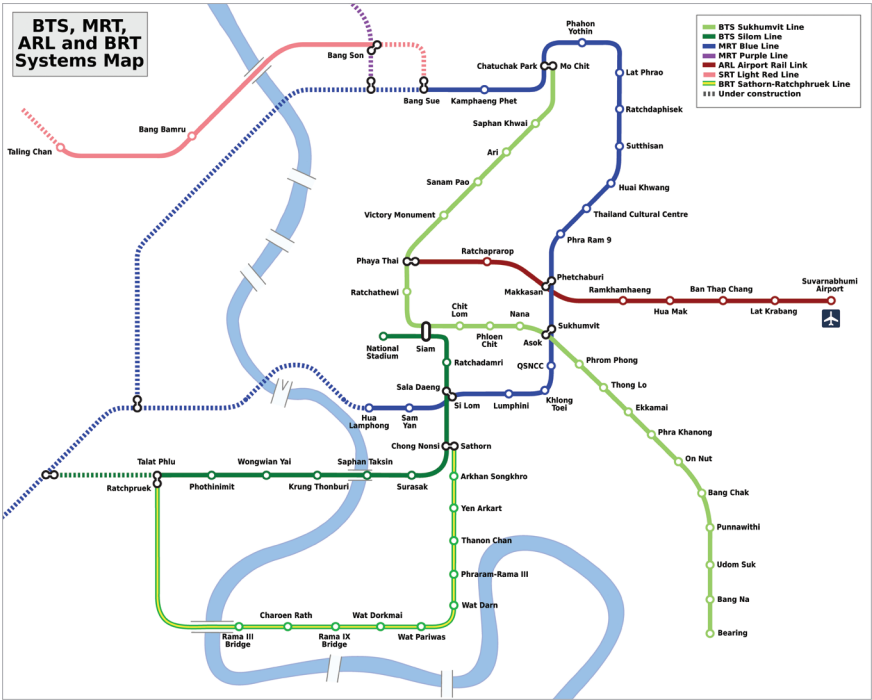 BTS, MRT,
ARL and BRT
Systems Map
BTS Sukhumvit Line
BTS Silom Line
MRT Blue Line
MRT Purple Line
ARL Airport Rail Link
SRT Light Red Line
BRT Sathorn-Ratchphruek Line
Under construction
Phahon
Yothin
Bang Son
Chatuchak Park
Mo Chit
Lat Phrao
Bang Sue
Kamphaeng Phet
Ratchdaphisek
Saphan Khwai
Bang Bamru
Taling Chan
Ari
Sutthisan
Sanam Pao
Huai Khwang
Victory Monument
Thailand Cultural Centre
Phra Ram 9
Phaya Thai
Ratchaprarop
Phetchaburi
Makkasan
Ramkhamhaeng
Hua Mak
Ban Thap Chang
Lat Krabang
Suvarnabhumi
Airport
Ratchathewi
Chit
Lom
Nana
Phloen
Chit
Sukhumvit
Asok
National
Stadium
Siam
Ratchadamri
QSNCC
Phrom Phong
Sala Daeng
Si Lom
Lumphini
Khlong
Toei
Thong Lo
Hua
Lamphong
Sam
Yan
Ekkamai
Phra Khanong
Chong Nonsi
Sathorn
On Nut
Talat Phlu
Ratchpruek
Wongwian Yai
Saphan Taksin
Phothinimit
Krung Thonburi
Surasak
Arkhan Songkhro
Bang Chak
Yen Arkart
Punnawithi
Thanon Chan
Udom Suk
Phraram-Rama III
Bang Na
Wat Darn
Charoen Rath
Wat Dorkmai
Rama III
Bridge
Rama IX
Bridge
Wat Pariwas
Bearing